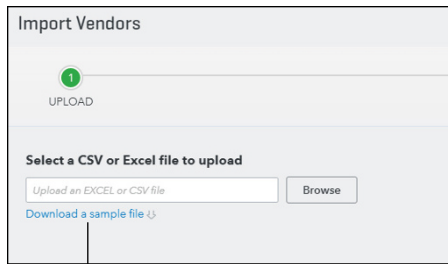 Import Vendors
1
UPLOAD
Select a CSV or Excel file to upload
Upload an EXCEL or CSV file
Browse
Download a sample file